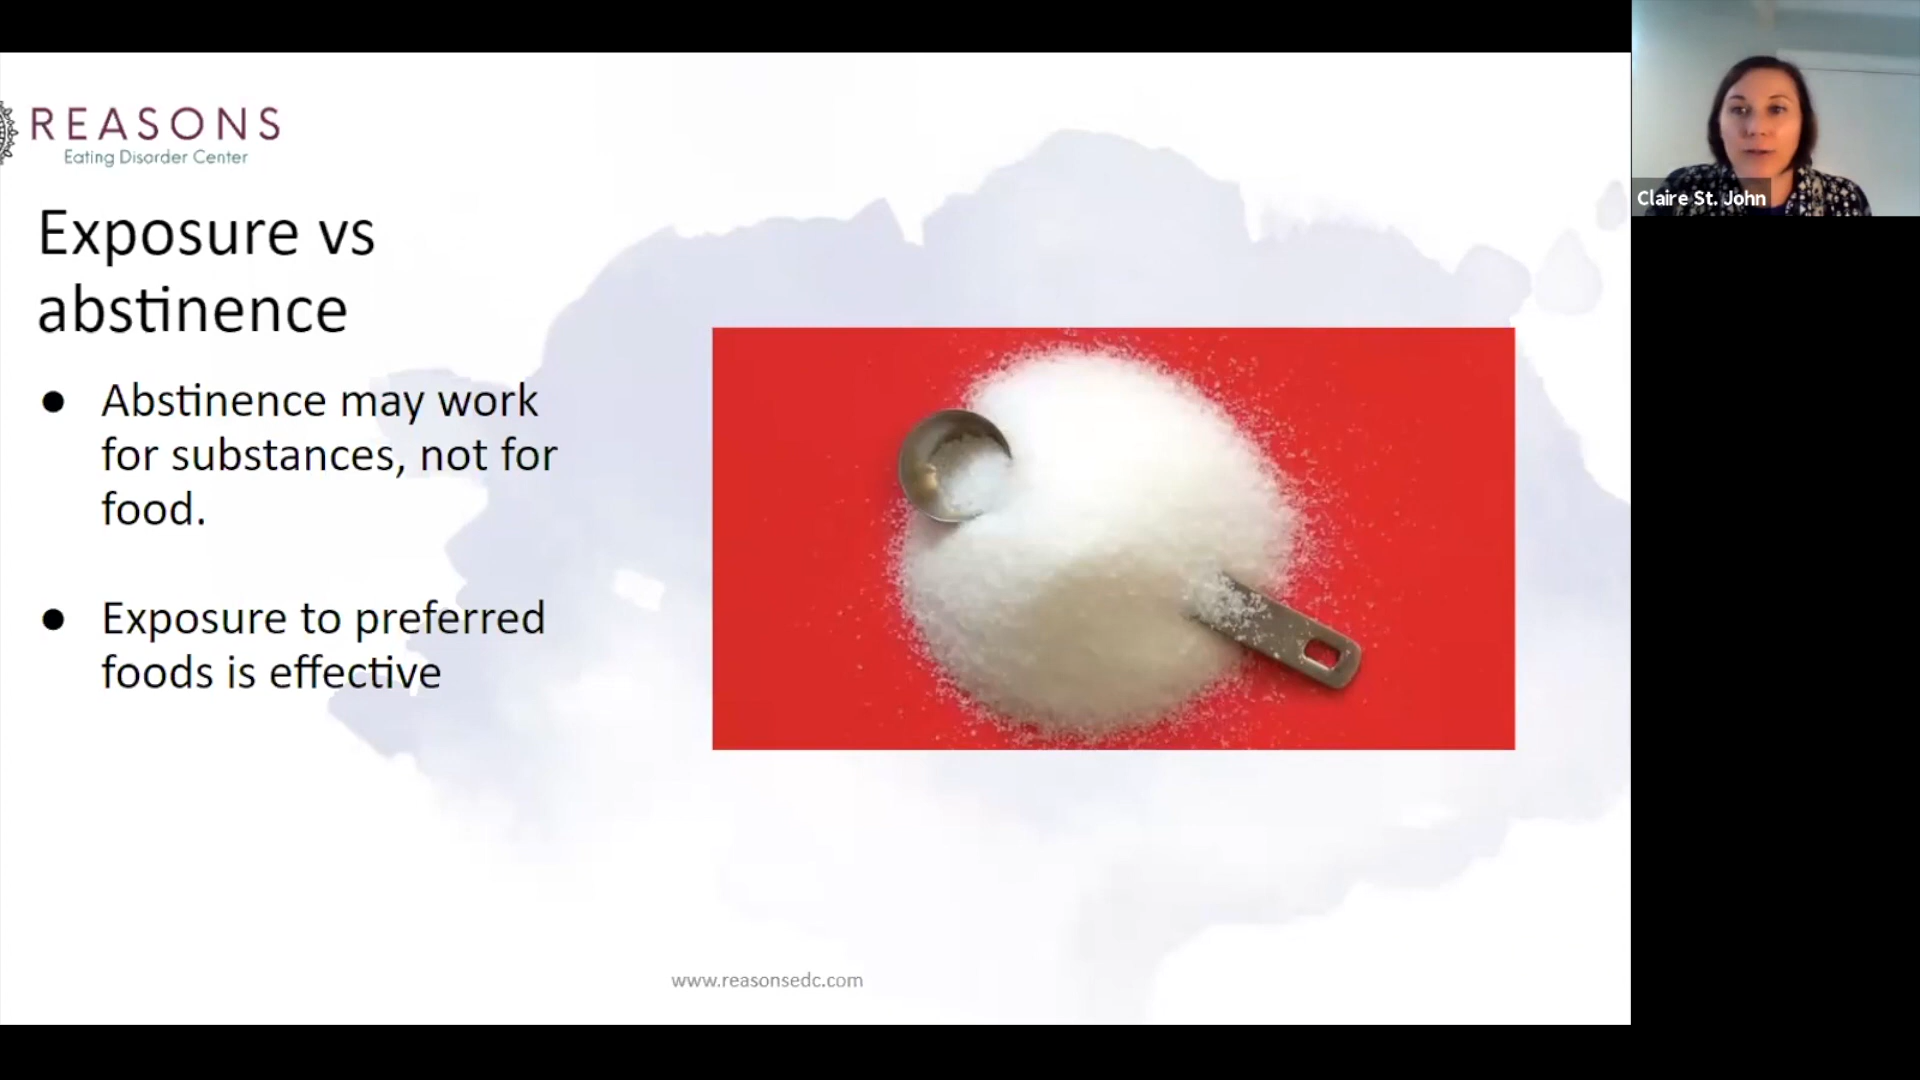 REASONS
Eating Disorder Center
Exposure vs
abstinence
● Abstinence may work
for substances, not for
food.
● Exposure to preferred
foods is effective
www.reasonsedc.com
Claire St. John